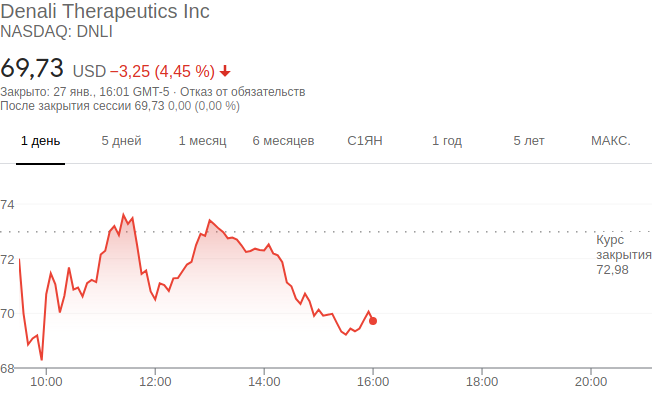 Denali Therapeutics Inc
NASDAQ: DNLI
69,73 USD −3,25 (4,45 %)
Закрыто: 27 янв., 16:01 GMT-5 · Отказ от обязательств
После закрытия сессии 69,73 0,00 (0,00 %)
1 день 5 дней 1 месяц 6 месяцев С1ЯН 1 год 5 лет МАКС.
74
Курс
закрытия
72,98
72
70
68
10:00 12:00 14:00 16:00 18:00 20:00